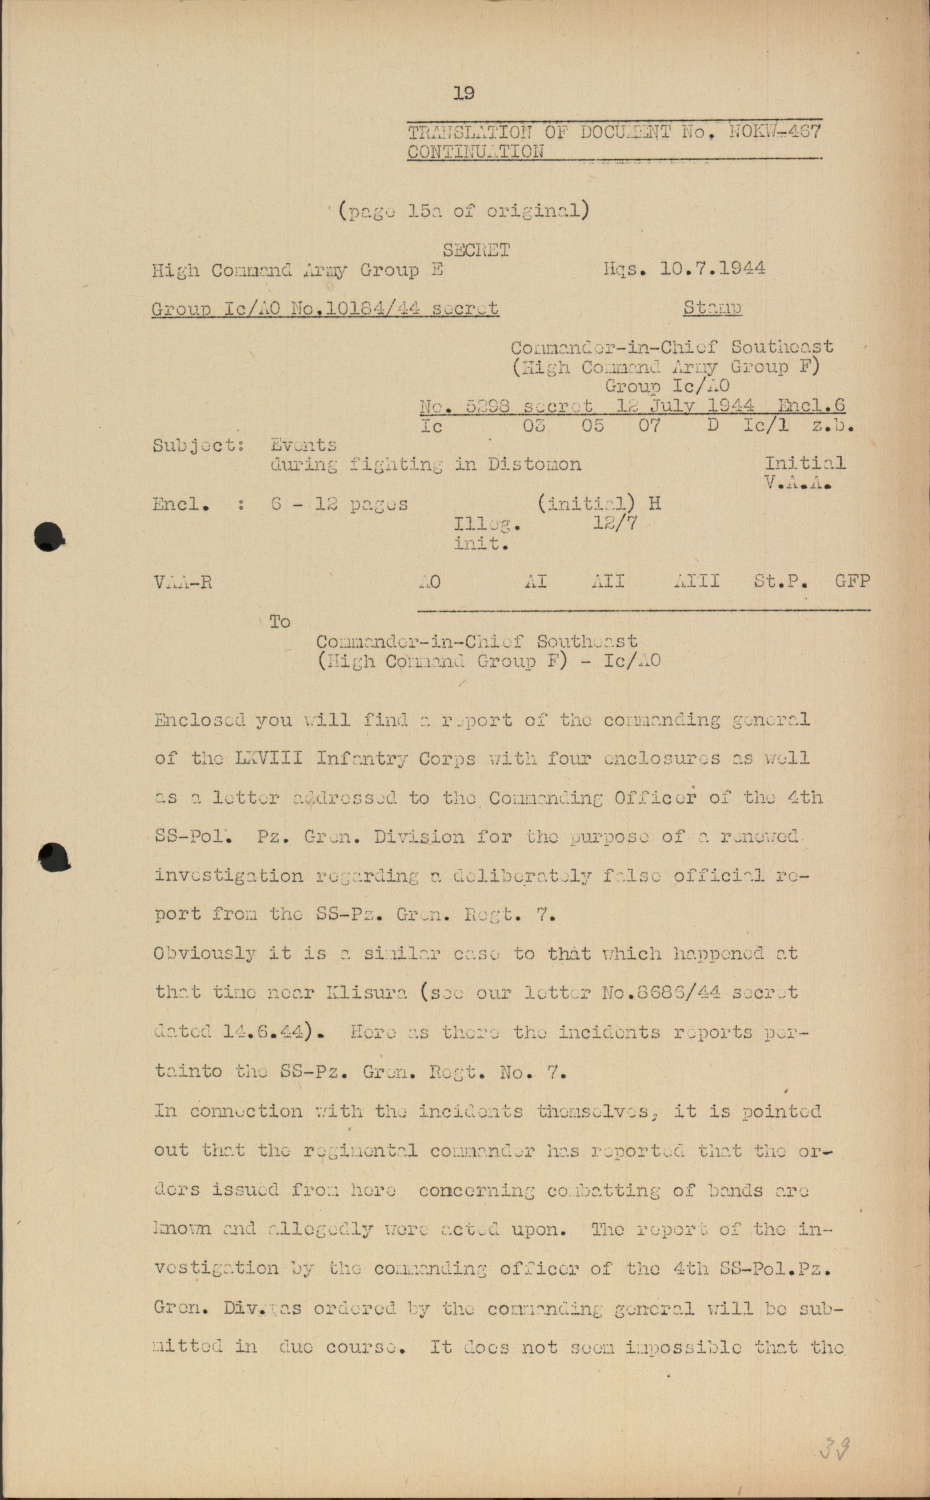 19
TRANSLATION OF DOCUMENT No. NOKW-467
CONTINUATION
(page 15a of original)
SECRET
High Command Army Group E Hqs. 10.7.1944
Group Ic/AO No.10184/44 secret Stamp
Commander-in-Chief Southeast
(High Command Army Group F)
Group Ic/AO
No. 5298 secret 12 July 1944 Encl.6
Ic 03 05 07 D Ic/1 z.b.
Subject: Events
during fighting in Distomon Initial
V.A.A.
Encl. : 6 - 12 pages (initial) H
Illeg. 12/7
init.
VAA-R AO AI AII AIII St.P. GFP
To
Commander-in-Chief Southeast
(High Command Group F) - Ic/AO
Enclosed you will find a report of the commanding general
of the LXVIII Infantry Corps with four enclosures as well
as a letter addressed to the Commanding Officer of the 4th
SS-Pol. Pz. Gren. Division for the purpose of a renewed
investigation regarding a deliberately false official re-
port from the SS-Pz. Gren. Regt. 7.
Obviously it is a similar case to that which happened at
that time near Klisura (see our letter No.8686/44 secret
dated 14.6.44). Here as there the incidents reports per-
tainto the SS-Pz. Gren. Regt. No. 7.
In connection with the incidents themselves, it is pointed
out that the regimental commander has reported that the or-
ders issued from here concerning combatting of bands are
known and allegedly were acted upon. The report of the in-
vestigation by the commanding officer of the 4th SS-Pol.Pz.
Gren. Div. as ordered by the commanding general will be sub-
mitted in due course. It does not seem impossible that the
39